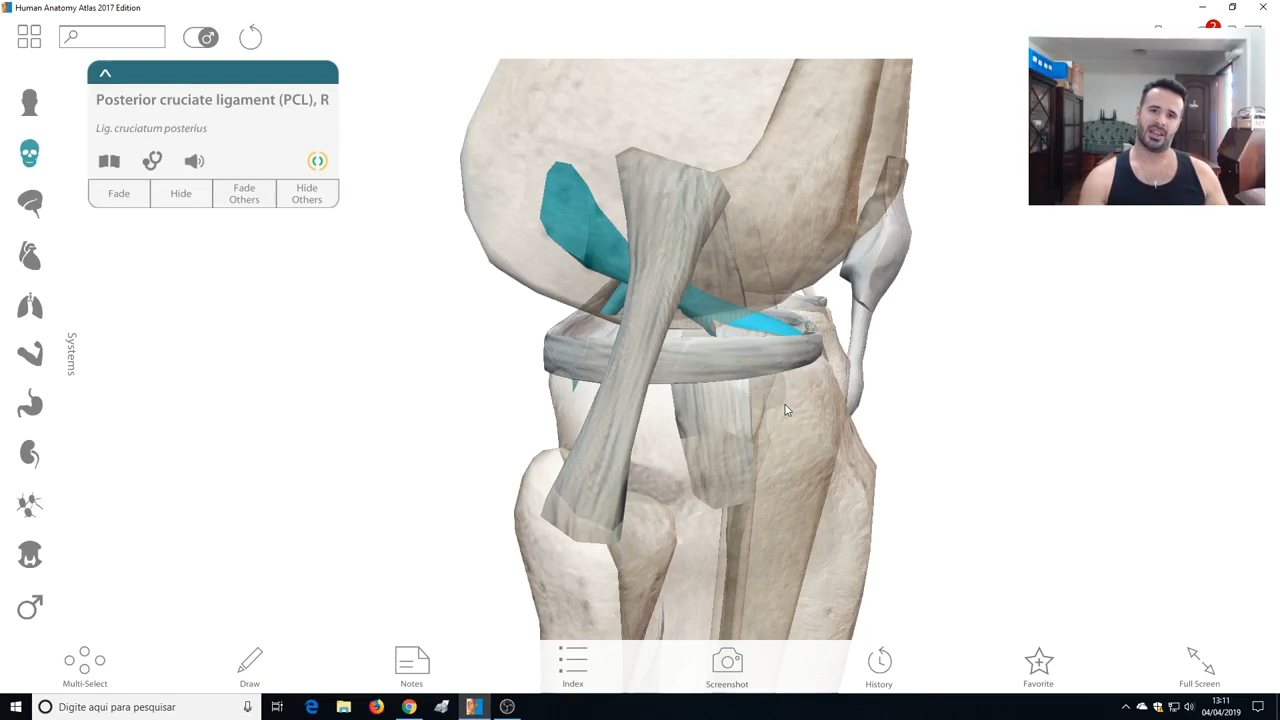 Human Anatomy Atlas 2017 Edition
2
Posterior cruciate ligament (PCL), R
Lig. cruciatum posterius
Fade
Hide
Fade
Others
Hide
Others
Systems
Multi-Select
Draw
Notes
Index
Screenshot
History
Favorite
Full Screen
Digite aqui para pesquisar
13:11
04/04/2019